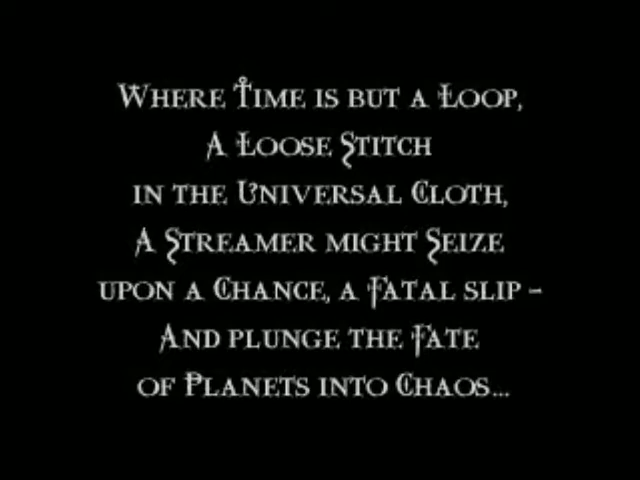 Where Time is but a Loop,
A Loose Stitch
in the Universal Cloth,
A Streamer might Seize
upon a Chance, a Fatal slip –
And plunge the Fate
of Planets into Chaos...